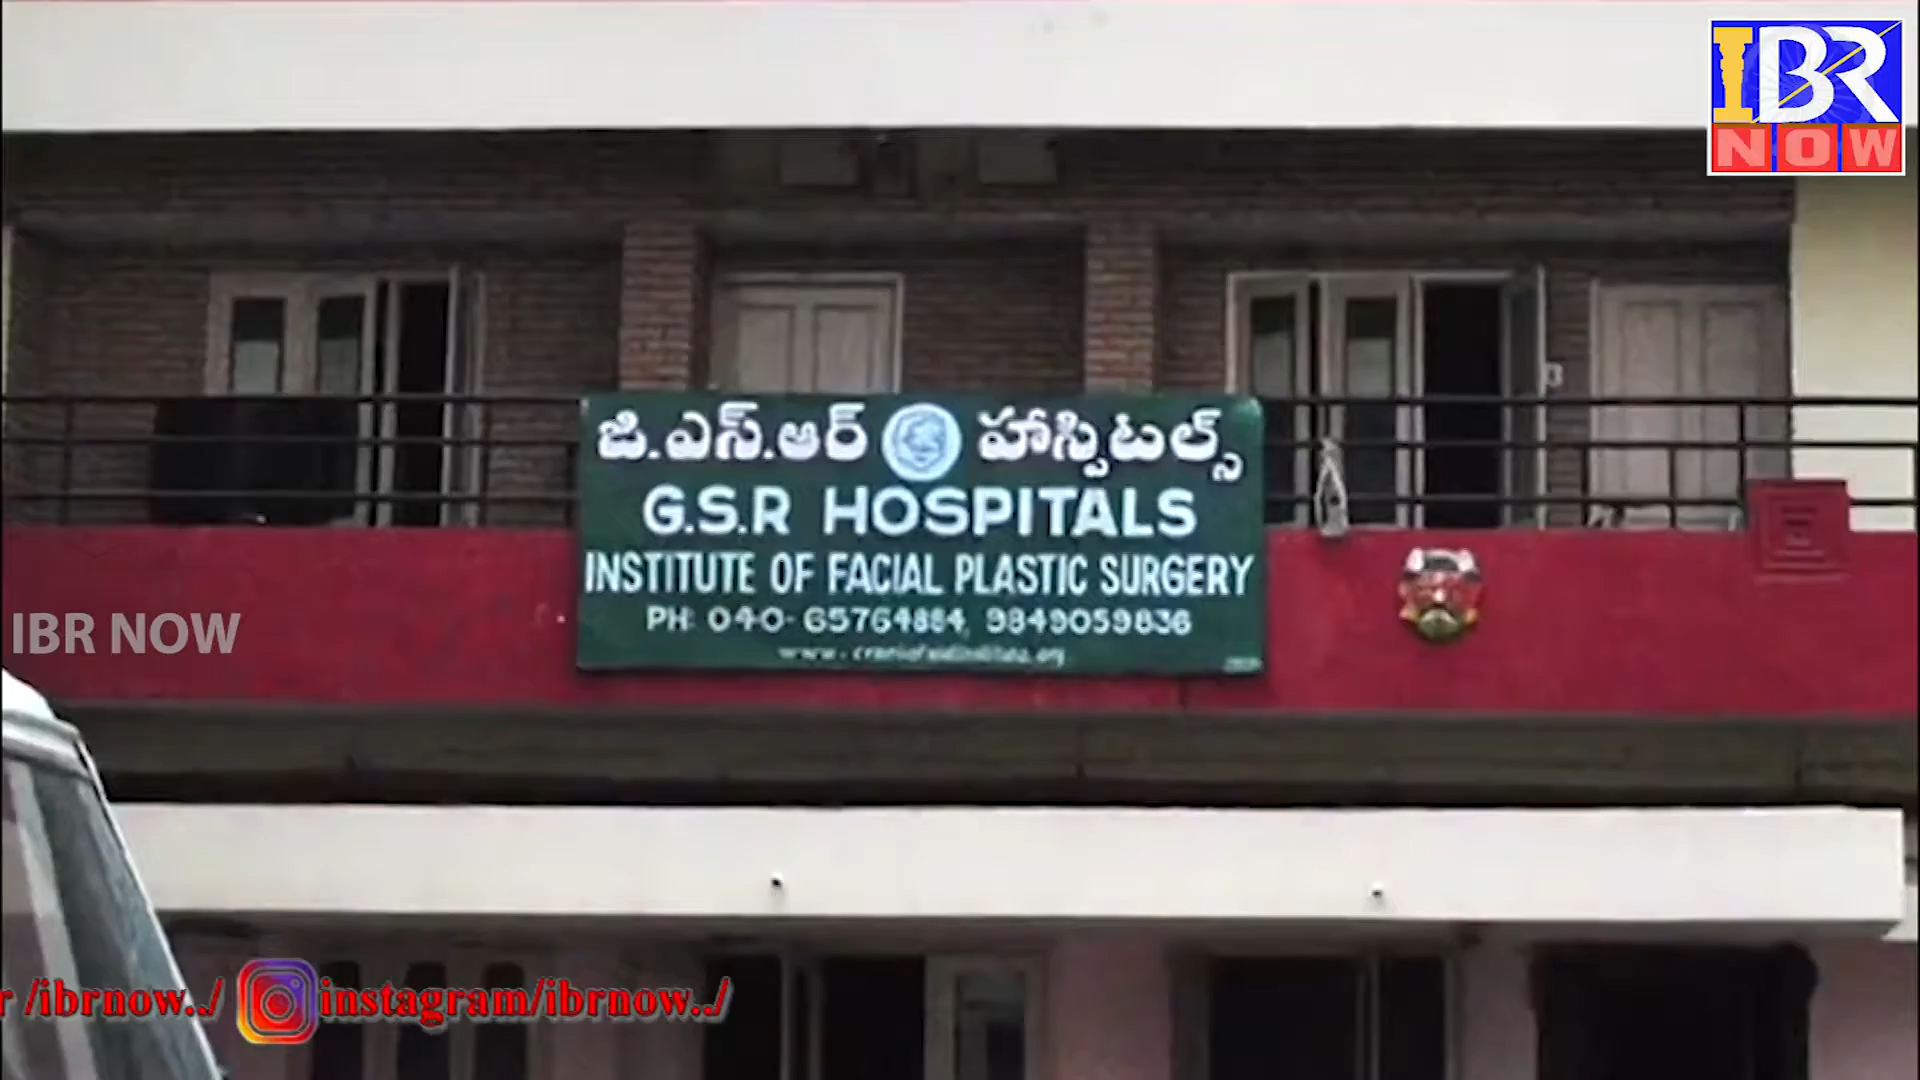 IBR
NOW
జి.ఎస్.ఆర్ హాస్పిటల్స్
G.S.R HOSPITALS
INSTITUTE OF FACIAL PLASTIC SURGERY
PH: 040-65764884, 9849059836
IBR NOW
/ibrnow../ instagram/ibrnow../